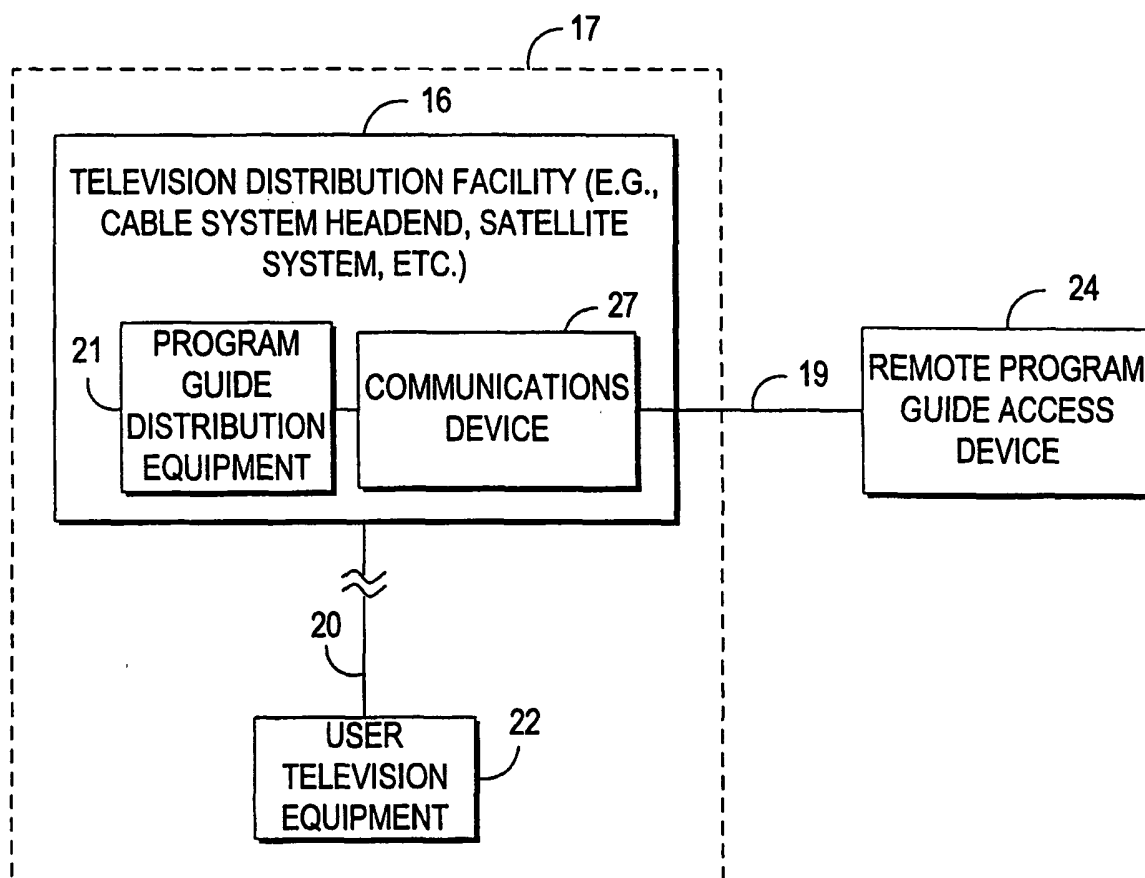 17
16
TELEVISION DISTRIBUTION FACILITY (E.G.,
CABLE SYSTEM HEADEND, SATELLITE
SYSTEM, ETC.)
27
24
21
PROGRAM
GUIDE
DISTRIBUTION
EQUIPMENT
COMMUNICATIONS
DEVICE
19
REMOTE PROGRAM
GUIDE ACCESS
DEVICE
20
USER
TELEVISION
EQUIPMENT
22